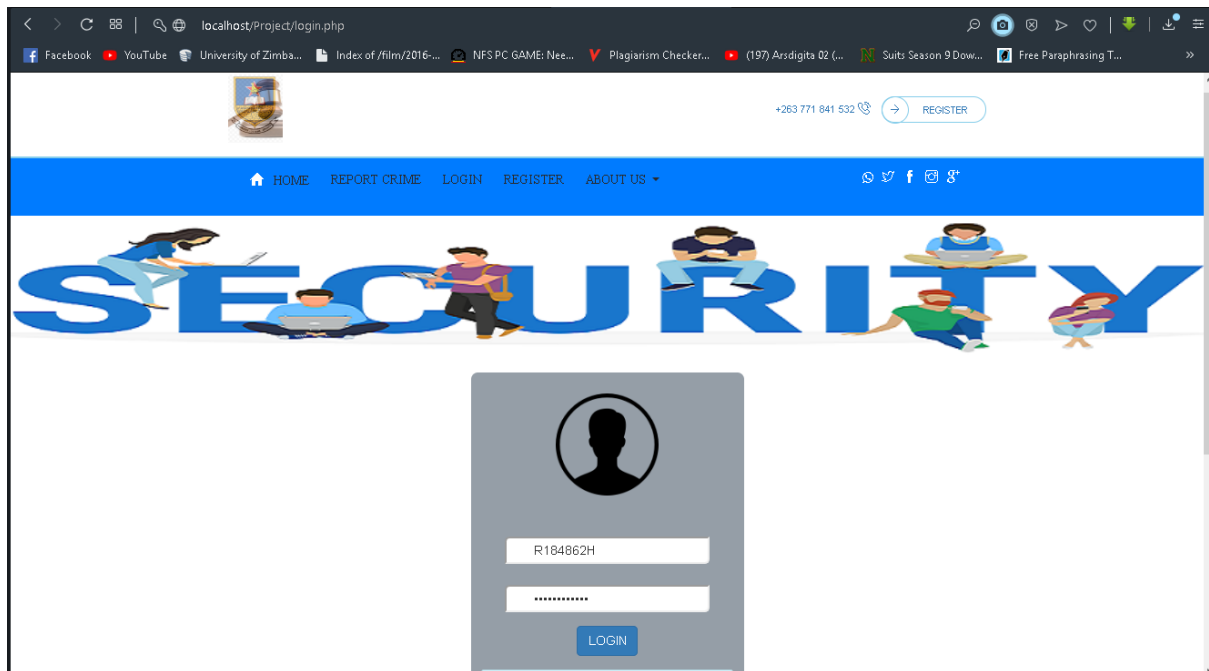 localhost/Project/login.php
Facebook YouTube University of Zimba... Index of /film/2016-... NFS PC GAME: Nee... Plagiarism Checker... (197) Arsdigita 02 (... Suits Season 9 Dow... Free Paraphrasing T... »
+263 771 841 532 REGISTER
HOME REPORT CRIME LOGIN REGISTER ABOUT US
SECURITY
R184862H
••••••••••••
LOGIN